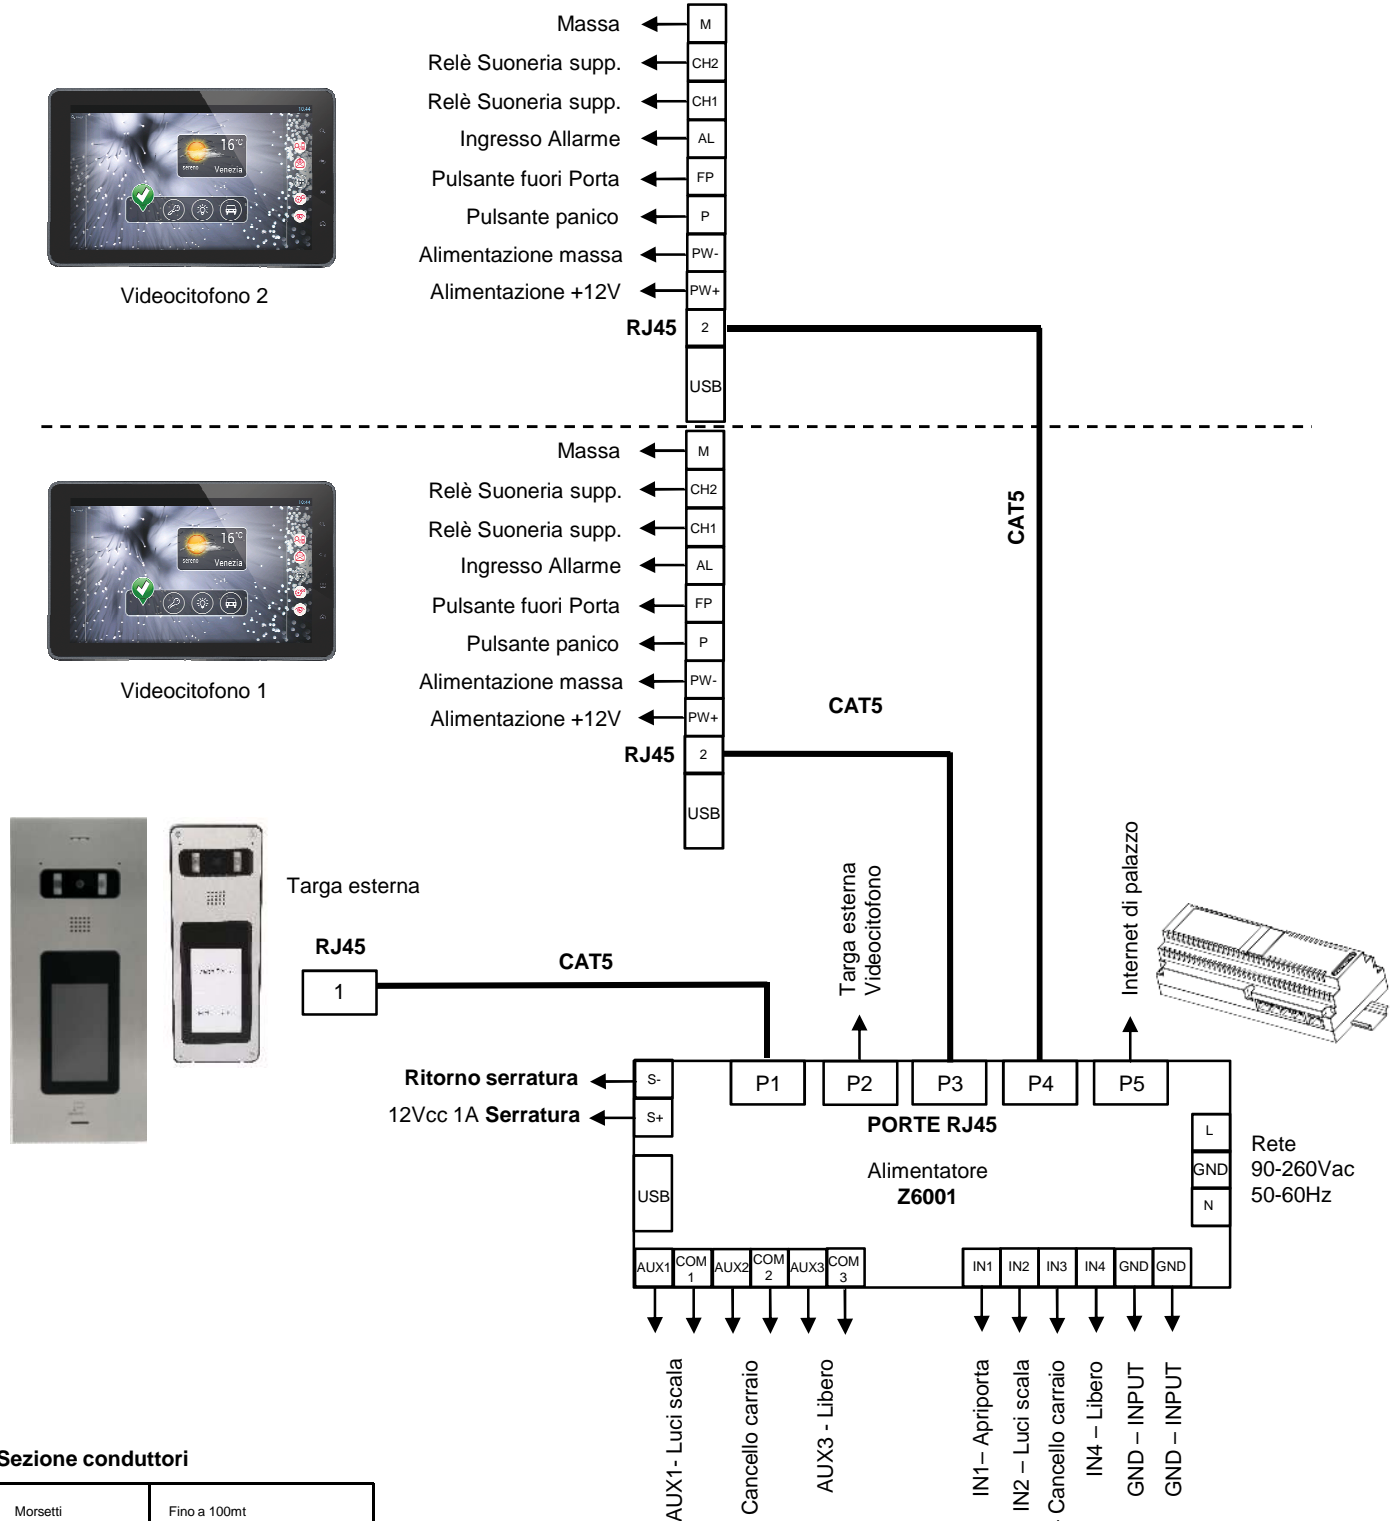 Massa
M
Relè Suoneria supp.
CH2
Relè Suoneria supp.
CH1
Ingresso Allarme
AL
Pulsante fuori Porta
FP
Pulsante panico
P
Alimentazione massa
PW-
Alimentazione +12V
PW+
RJ45
2
USB
16°C
sereno
Venezia
Videocitofono 2
CAT5
Massa
M
Relè Suoneria supp.
CH2
Relè Suoneria supp.
CH1
Ingresso Allarme
AL
Pulsante fuori Porta
FP
Pulsante panico
P
Alimentazione massa
PW-
Alimentazione +12V
PW+
RJ45
2
USB
16°C
sereno
Venezia
Videocitofono 1
CAT5
Targa esterna
RJ45
1
CAT5
Targa esterna
Videocitofono
Internet di palazzo
Ritorno serratura
S-
12Vcc 1A Serratura
S+
P1
P2
P3
P4
P5
PORTE RJ45
Alimentatore
Z6001
USB
L
GND
N
Rete
90-260Vac
50-60Hz
AUX1
COM
1
AUX2
COM
2
AUX3
COM
3
IN1
IN2
IN3
IN4
GND
GND
AUX1- Luci scala
Cancello carraio
AUX3 - Libero
IN1– Apriporta
IN2 – Luci scala
Cancello carraio
IN4 – Libero
GND – INPUT
GND – INPUT
Sezione conduttori
Morsetti
Fino a 100mt